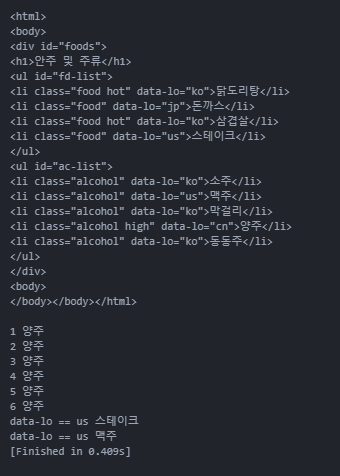 <html>
<body>
<div id="foods">
<h1>안주 및 주류</h1>
<ul id="fd-list">
<li class="food hot" data-lo="ko">닭도리탕</li>
<li class="food" data-lo="jp">돈까스</li>
<li class="food hot" data-lo="ko">삼겹살</li>
<li class="food" data-lo="us">스테이크</li>
</ul>
<ul id="ac-list">
<li class="alcohol" data-lo="ko">소주</li>
<li class="alcohol" data-lo="us">맥주</li>
<li class="alcohol" data-lo="ko">막걸리</li>
<li class="alcohol high" data-lo="cn">양주</li>
<li class="alcohol" data-lo="ko">동동주</li>
</ul>
</div>
<body>
</body></body></html>
1 양주
2 양주
3 양주
4 양주
5 양주
6 양주
data-lo == us 스테이크
data-lo == us 맥주
[Finished in 0.409s]